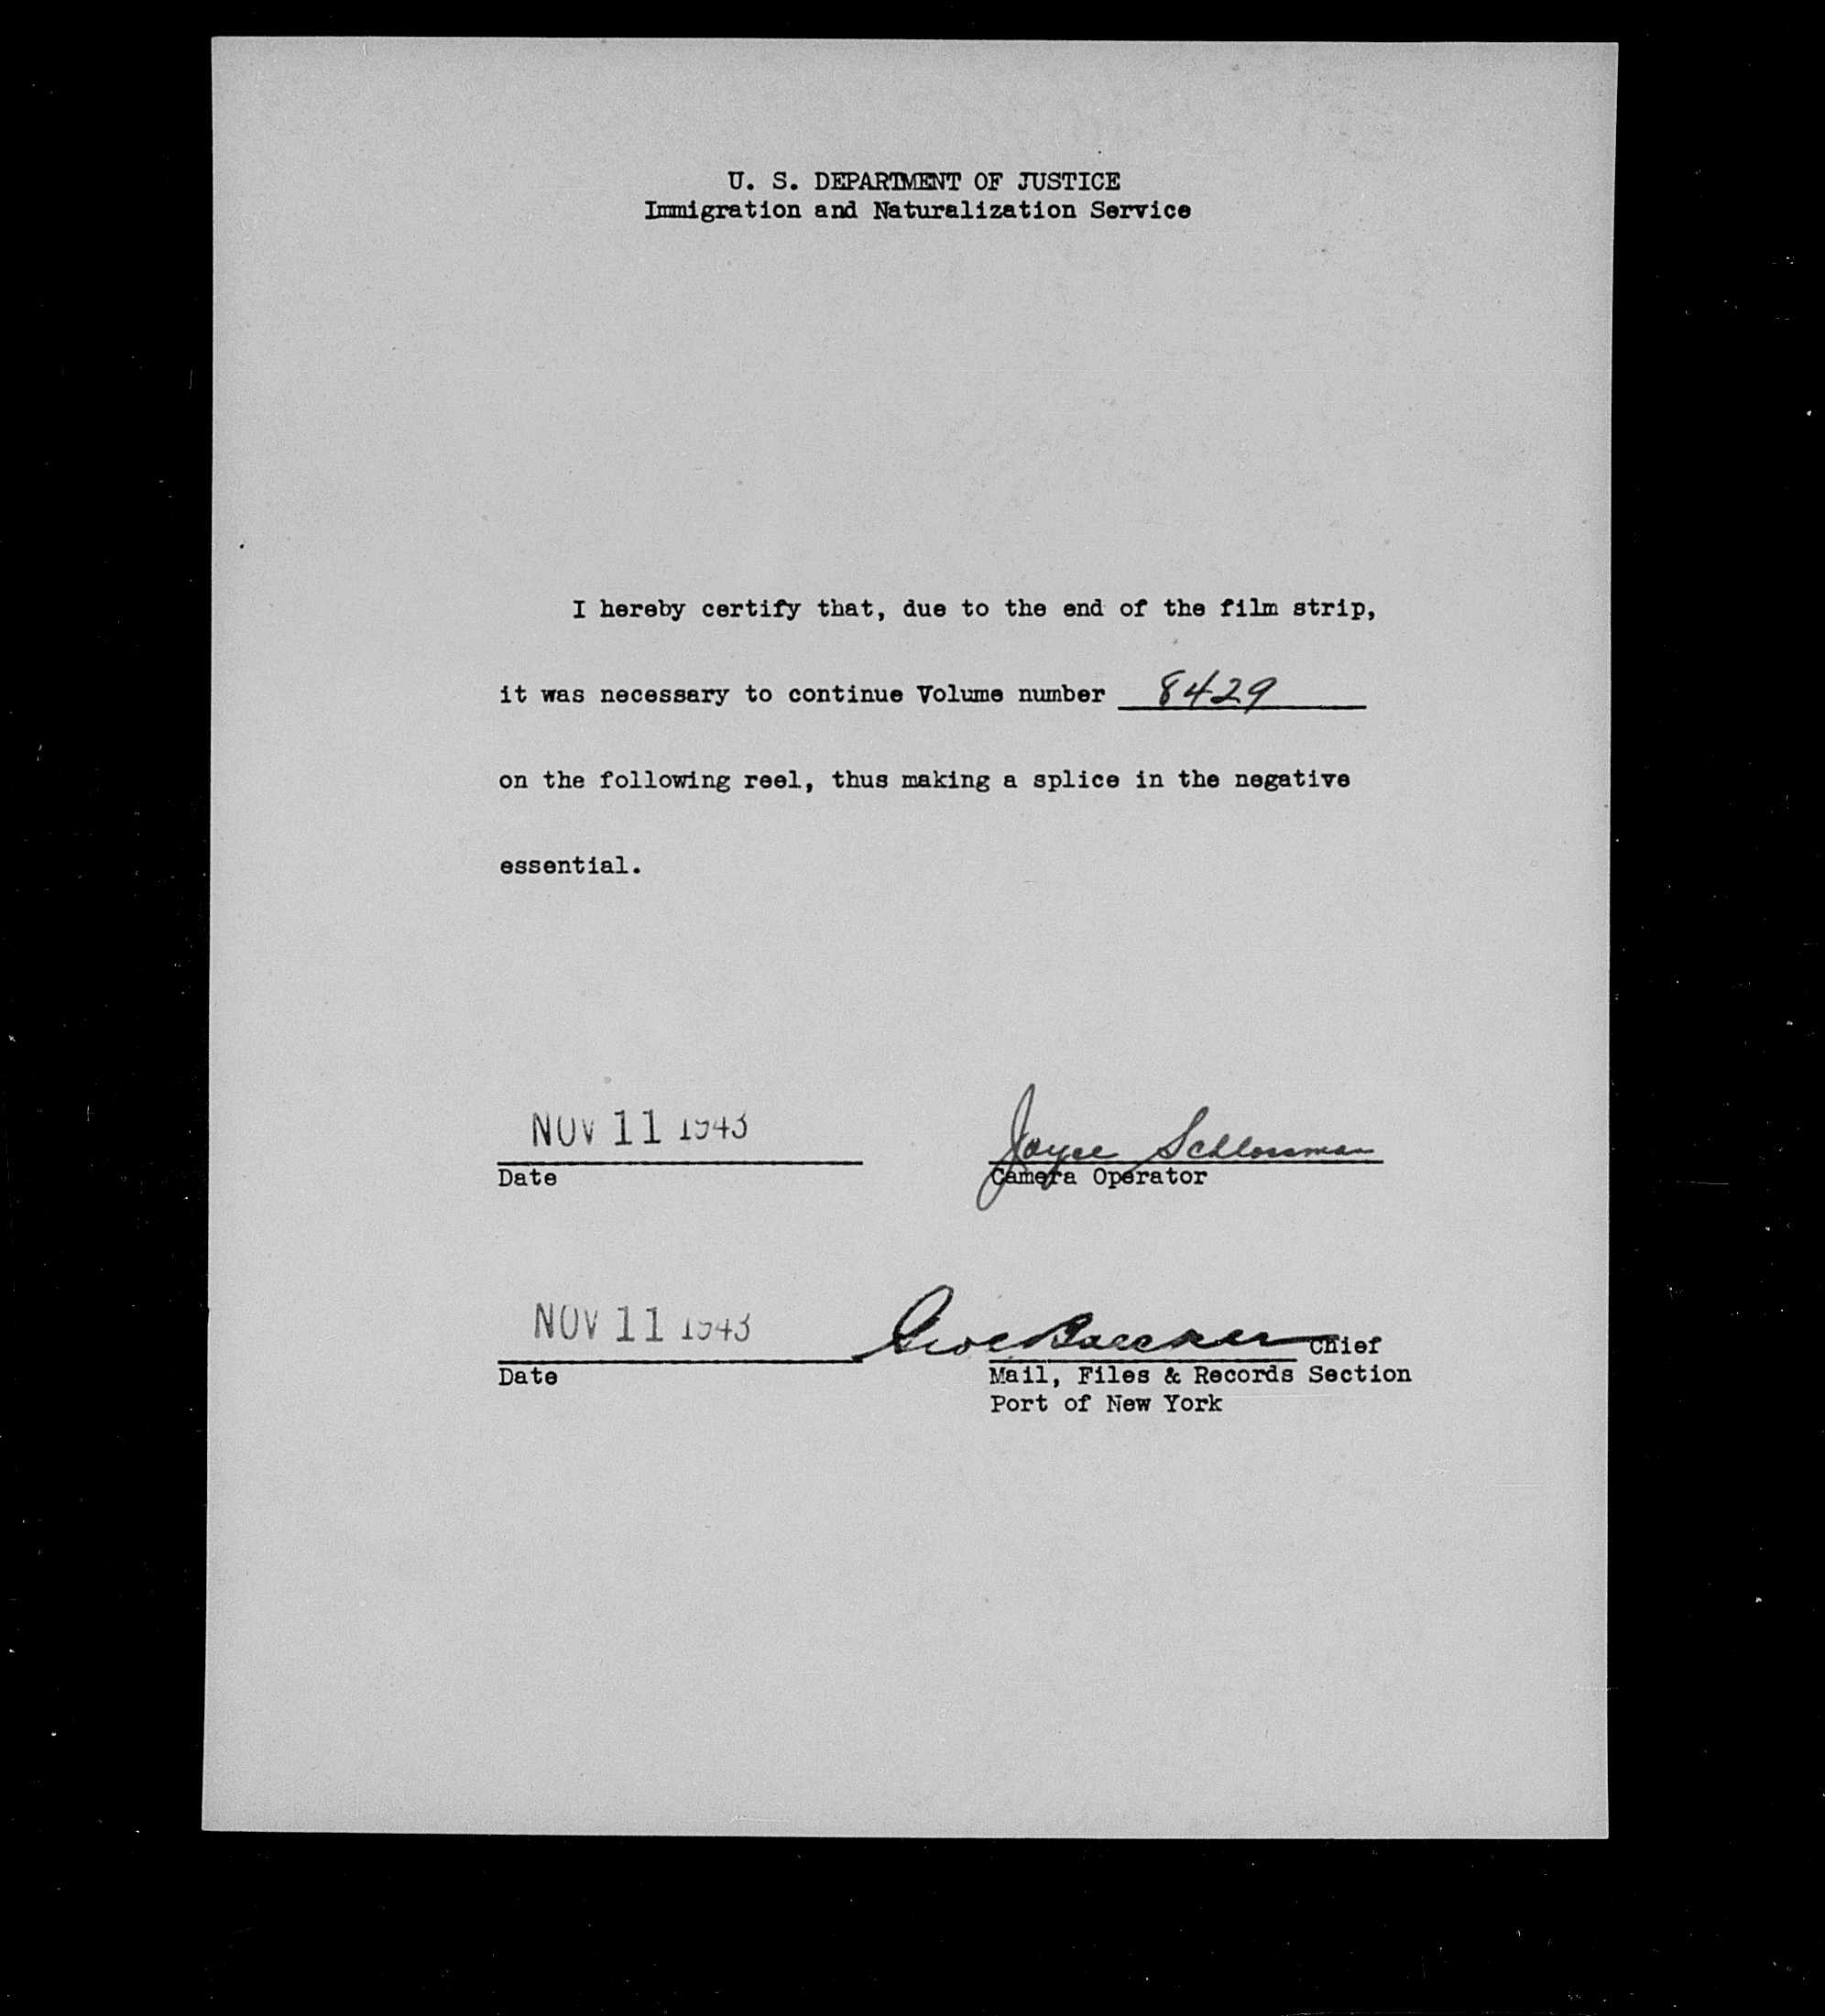 U. S. DEPARTMENT OF JUSTICE
Immigration and Naturalization Service
I hereby certify that, due to the end of the film strip,
it was necessary to continue Volume number 8429
on the following reel, thus making a splice in the negative
essential.
NOV 11 1943 Joyce Schlossman
Date Camera Operator
NOV 11 1943 Chief
Date Mail, Files & Records Section
Port of New York